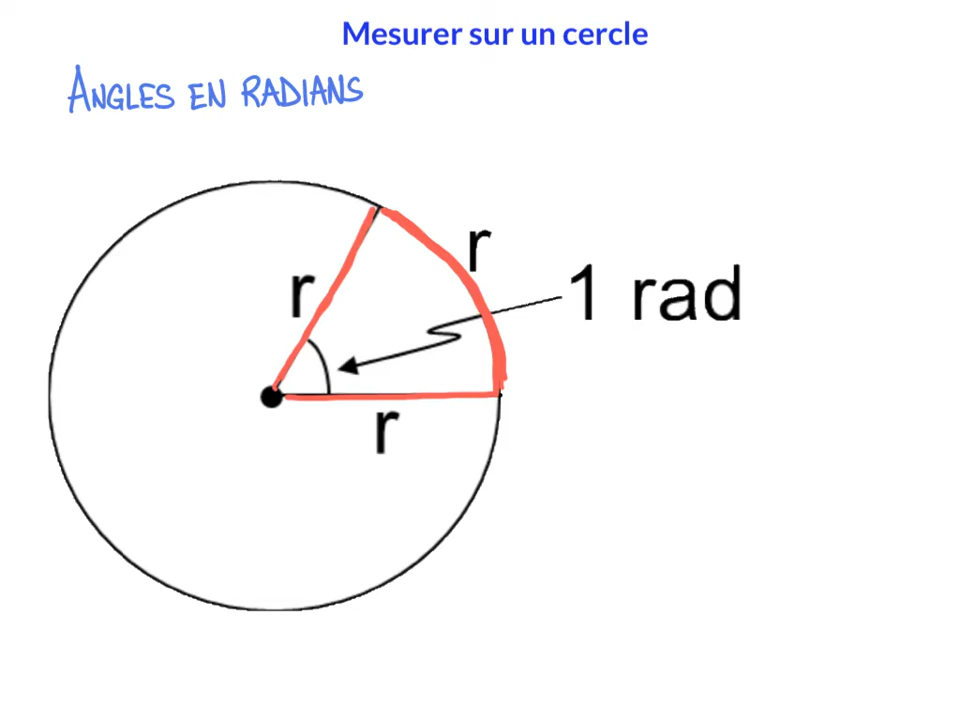 Mesurer sur un cercle
ANGLES EN RADIANS
r
r
1 rad
r